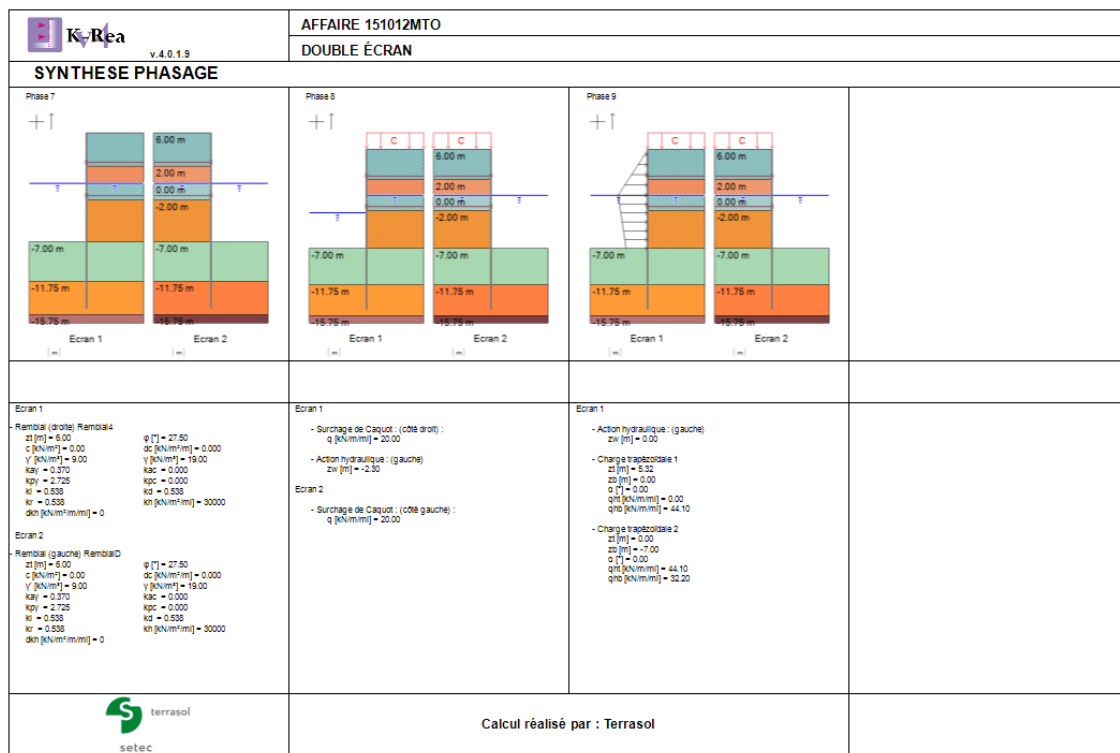 K-Rea
v.4.0.1.9
AFFAIRE 151012MTO
DOUBLE ÉCRAN
SYNTHESE PHASAGE
Phase 7
6.00 m
2.00 m
0.00 m
-2.00 m
-7.00 m
-7.00 m
-11.75 m
-11.75 m
-15.75 m
-15.75 m
Ecran 1
Ecran 2
Phase 8
C
C
6.00 m
2.00 m
0.00 m
-2.00 m
-7.00 m
-7.00 m
-11.75 m
-11.75 m
-15.75 m
-15.75 m
Ecran 1
Ecran 2
Phase 9
C
C
6.00 m
2.00 m
0.00 m
-2.00 m
-7.00 m
-7.00 m
-11.75 m
-11.75 m
-15.75 m
-15.75 m
Ecran 1
Ecran 2
Ecran 1
- Remblai (droite) Remblai4
zt [m] = 6.00 φ [°] = 27.50
c [kN/m²] = 0.00 dc [kN/m²/m] = 0.000
γ' [kN/m³] = 9.00 γ [kN/m³] = 19.00
kaγ = 0.370 kac = 0.000
kpγ = 2.725 kpc = 0.000
ki = 0.538 kd = 0.538
kr = 0.538 kh [kN/m²/ml] = 30000
dkh [kN/m²/m/ml] = 0
Ecran 2
- Remblai (gauche) RemblaiD
zt [m] = 6.00 φ [°] = 27.50
c [kN/m²] = 0.00 dc [kN/m²/m] = 0.000
γ' [kN/m³] = 9.00 γ [kN/m³] = 19.00
kaγ = 0.370 kac = 0.000
kpγ = 2.725 kpc = 0.000
ki = 0.538 kd = 0.538
kr = 0.538 kh [kN/m²/ml] = 30000
dkh [kN/m²/m/ml] = 0
Ecran 1
- Surchage de Caquot : (côté droit) :
q [kN/m/ml] = 20.00
- Action hydraulique : (gauche)
zw [m] = -2.30
Ecran 2
- Surchage de Caquot : (côté gauche) :
q [kN/m/ml] = 20.00
Ecran 1
- Action hydraulique : (gauche)
zw [m] = 0.00
- Charge trapézoïdale 1
zt [m] = 5.32
zb [m] = 0.00
α [°] = 0.00
qht [kN/m/ml] = 0.00
qhb [kN/m/ml] = 44.10
- Charge trapézoïdale 2
zt [m] = 0.00
zb [m] = -7.00
α [°] = 0.00
qht [kN/m/ml] = 44.10
qhb [kN/m/ml] = 32.20
terrasol
setec
Calcul réalisé par : Terrasol